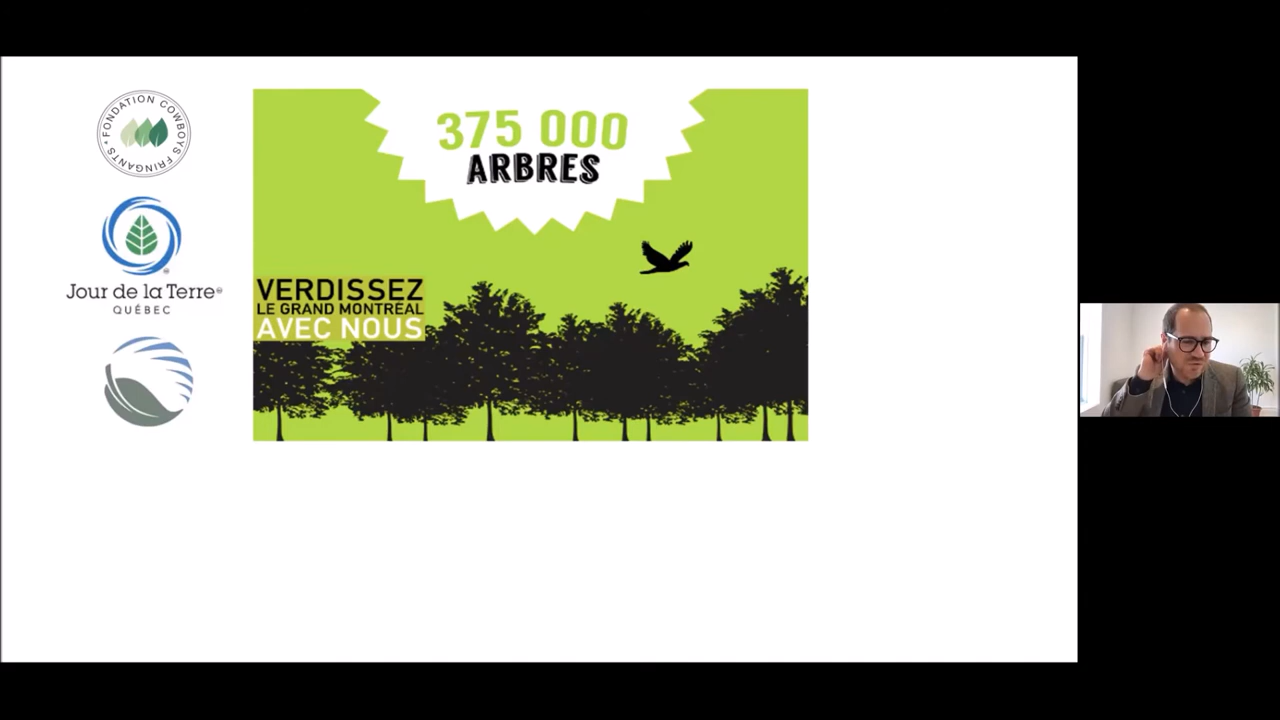 FONDATION COWBOYS FRINGANTS
Jour de la Terre
QUÉBEC
375 000
ARBRES
VERDISSEZ
LE GRAND MONTRÉAL
AVEC NOUS